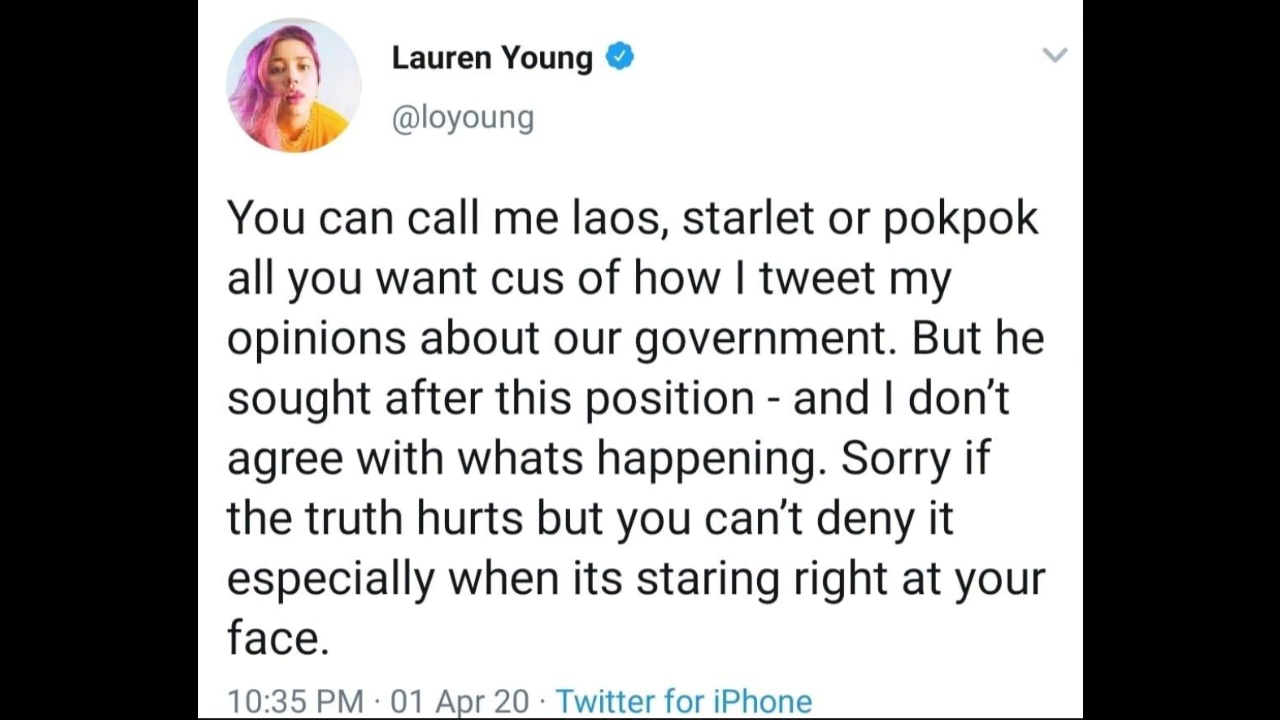 Lauren Young
@loyoung
You can call me laos, starlet or pokpok
all you want cus of how I tweet my
opinions about our government. But he
sought after this position - and I don’t
agree with whats happening. Sorry if
the truth hurts but you can’t deny it
especially when its staring right at your
face.
10:35 PM · 01 Apr 20 · Twitter for iPhone